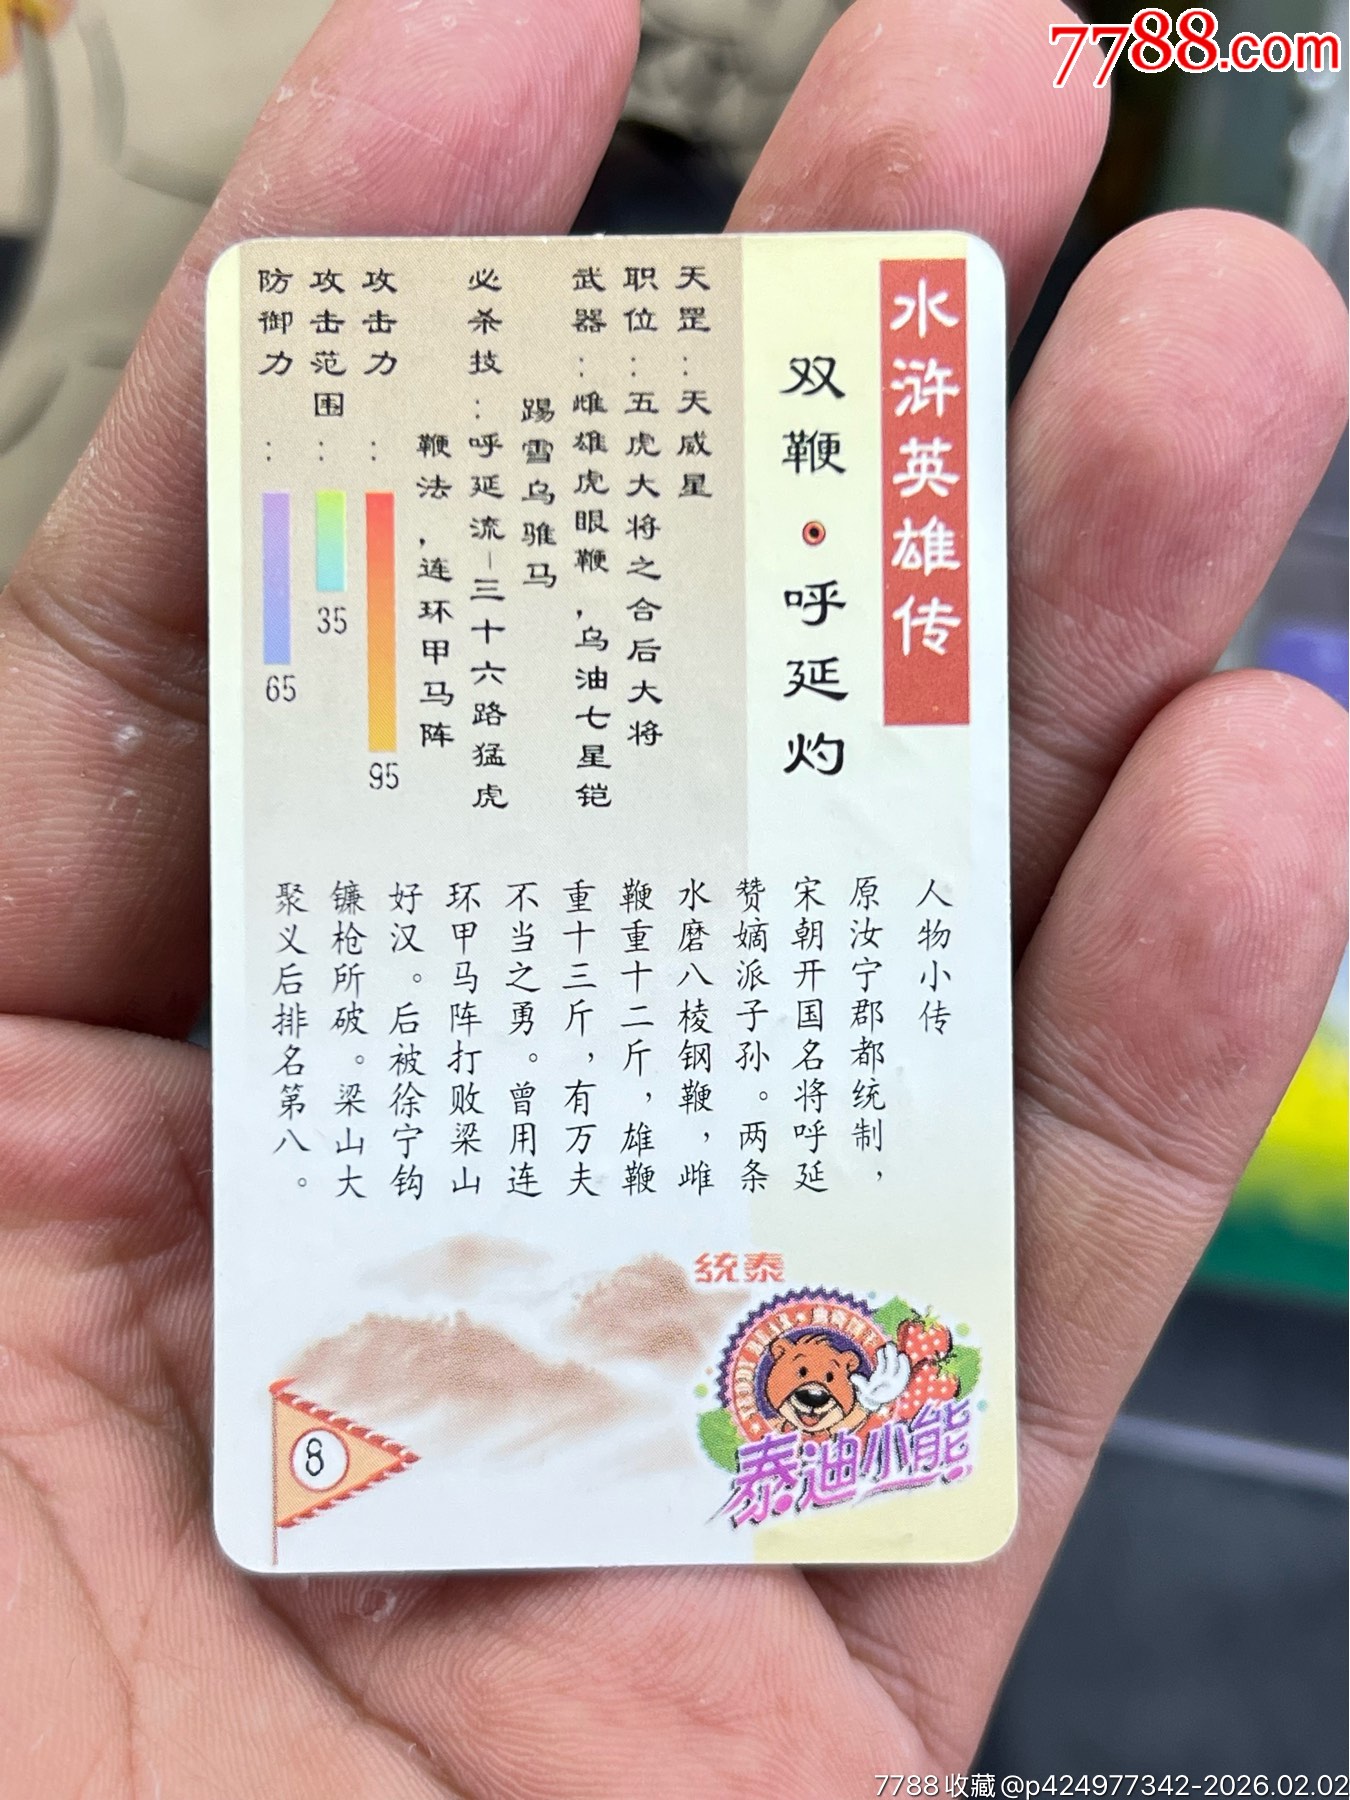 7788.com
水浒英雄传
双鞭·呼延灼
天罡:天威星
职位:五虎大将之合后大将
武器:雌雄虎眼鞭,乌油七星铠
踢雪乌骓马
必杀技:呼延流－三十六路猛虎
鞭法,连环甲马阵
攻击力:
95
攻击范围:
35
防御力:
65
人物小传
原汝宁郡都统制,
宋朝开国名将呼延
赞嫡派子孙。两条
水磨八棱钢鞭,雌
鞭重十二斤,雄鞭
重十三斤,有万夫
不当之勇。曾用连
环甲马阵打败梁山
好汉。后被徐宁钩
镰枪所破。梁山大
聚义后排名第八。
统泰
泰迪小熊
8
7788收藏@p424977342-2026.02.02